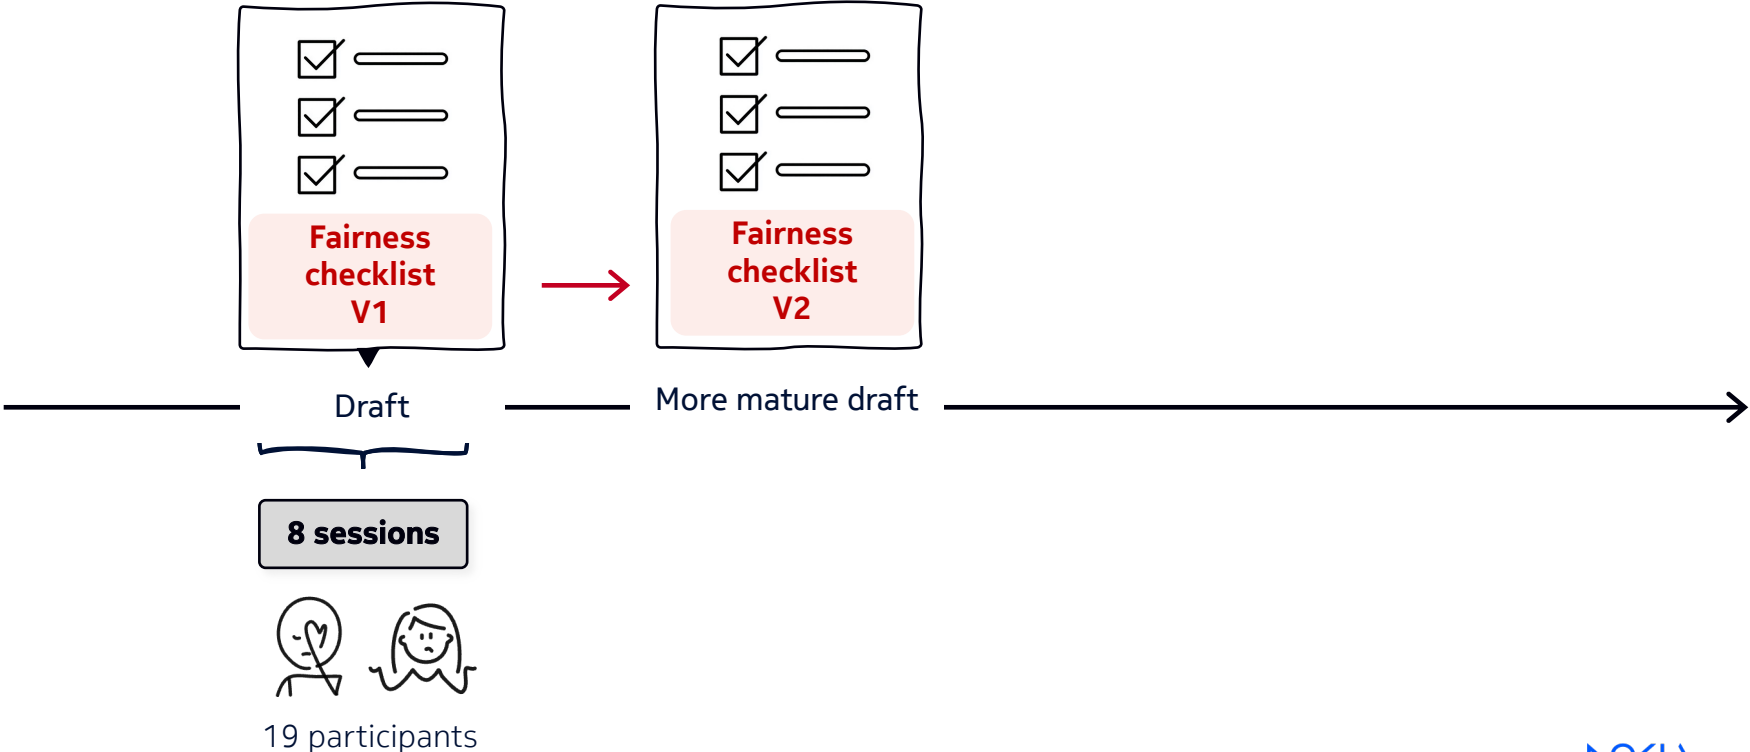 Fairness
checklist
V1
Fairness
checklist
V2
Draft
More mature draft
8 sessions
19 participants